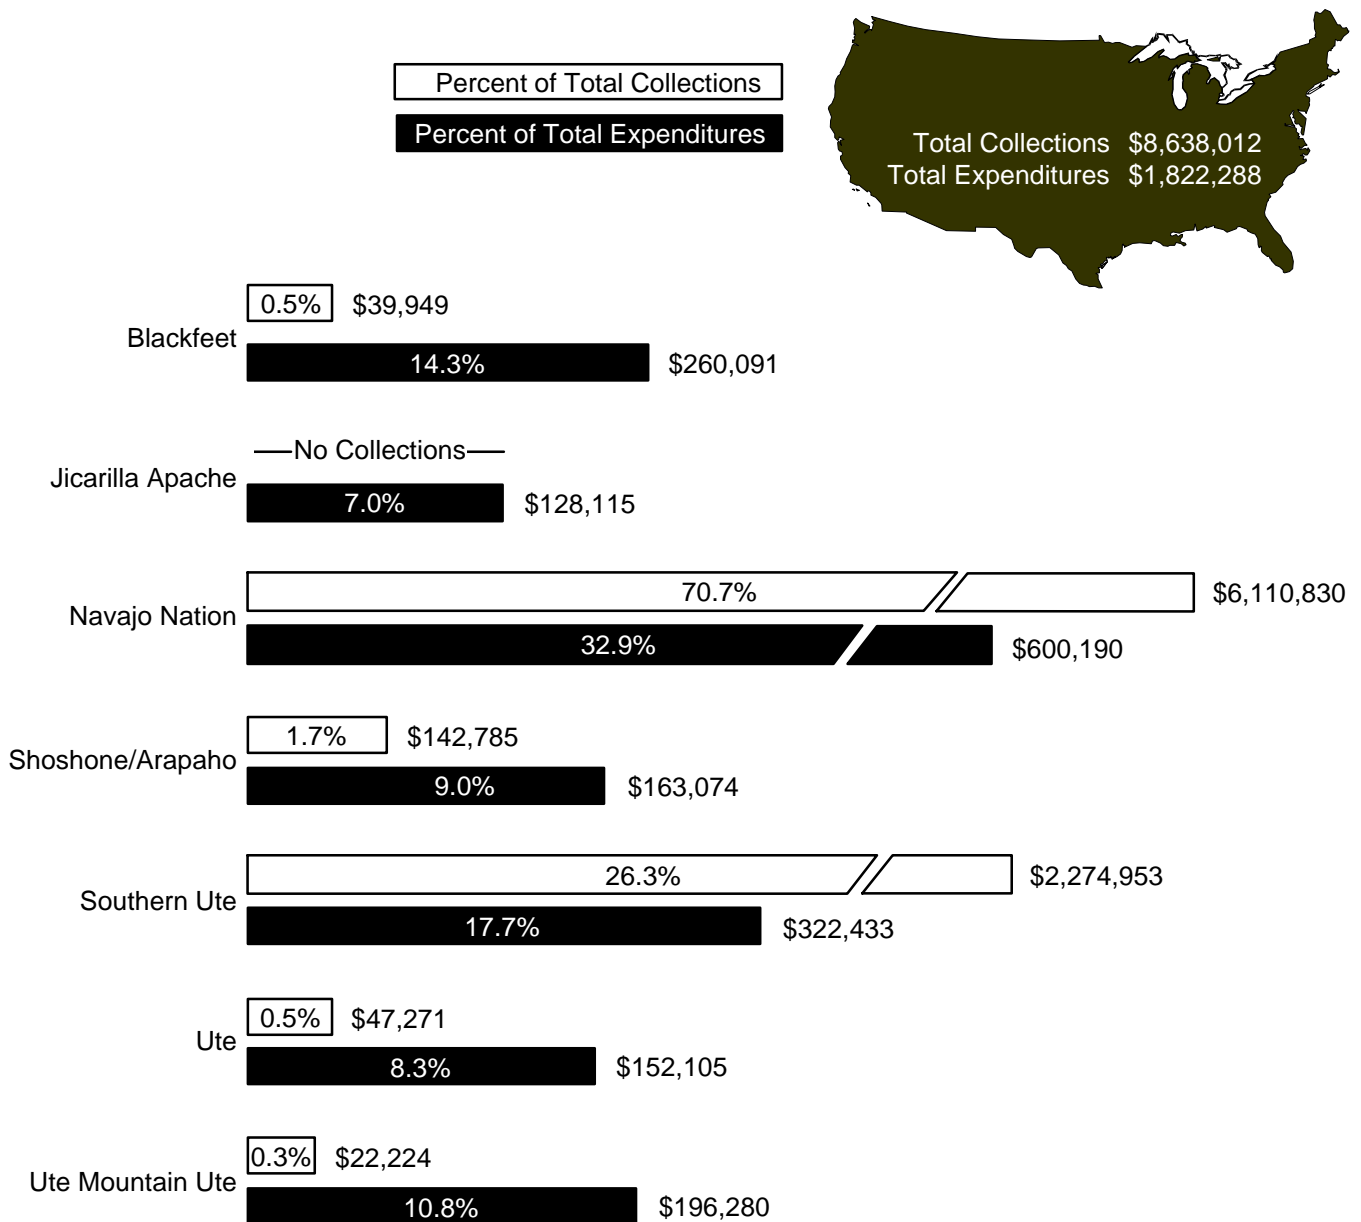 Percent of Total Collections
Percent of Total Expenditures
Total Collections $8,638,012
Total Expenditures $1,822,288
0.5% $39,949
Blackfeet
14.3% $260,091
No Collections
Jicarilla Apache
7.0% $128,115
70.7% $6,110,830
Navajo Nation
32.9% $600,190
1.7% $142,785
Shoshone/Arapaho
9.0% $163,074
26.3% $2,274,953
Southern Ute
17.7% $322,433
0.5% $47,271
Ute
8.3% $152,105
0.3% $22,224
Ute Mountain Ute
10.8% $196,280